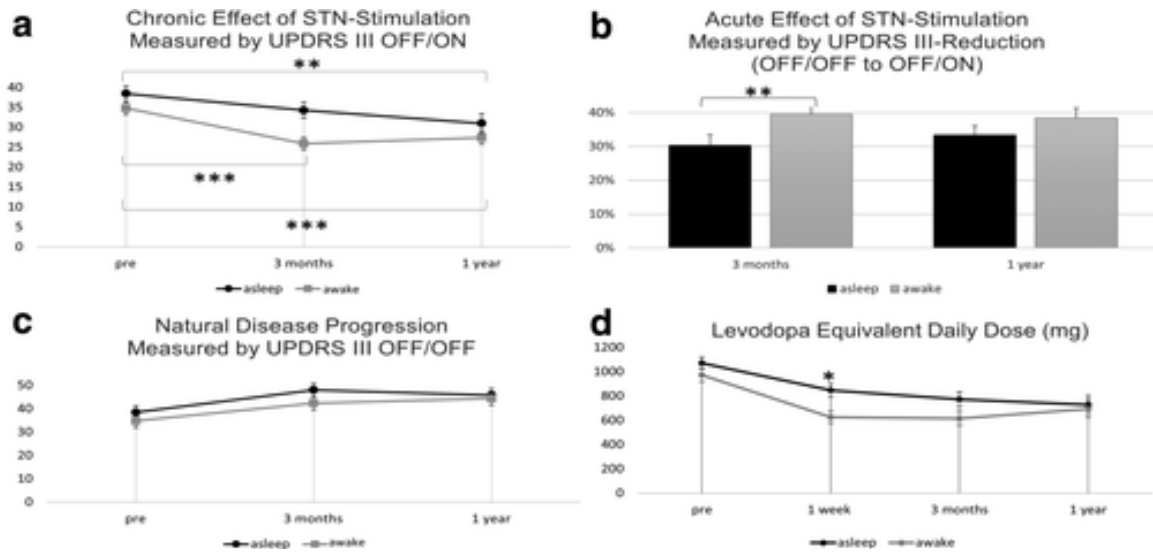 a
Chronic Effect of STN-Stimulation
Measured by UPDRS III OFF/ON
**
40
35
30
25
20
15
10
5
0
***
***
pre
3 months
1 year
asleep
awake
b
Acute Effect of STN-Stimulation
Measured by UPDRS III-Reduction
(OFF/OFF to OFF/ON)
**
40%
30%
20%
10%
0%
3 months
1 year
asleep
awake
c
Natural Disease Progression
Measured by UPDRS III OFF/OFF
50
40
30
20
10
0
pre
3 months
1 year
asleep
awake
d
Levodopa Equivalent Daily Dose (mg)
1200
1000
800
600
400
200
0
*
pre
1 week
3 months
1 year
asleep
awake